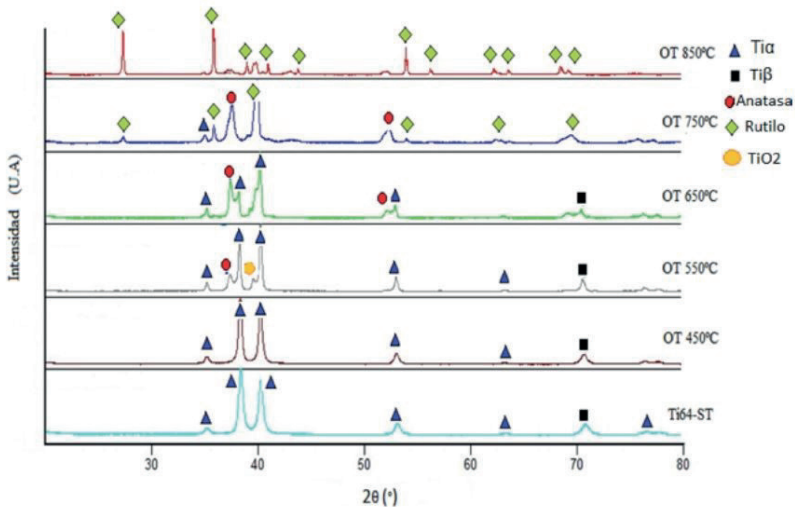 OT 850ºC
OT 750ºC
OT 650ºC
OT 550ºC
OT 450ºC
Ti64-ST
Tiα
Tiβ
Anatasa
Rutilo
TiO2
Intensidad (U.A)
30 40 50 60 70 80
2θ (º)